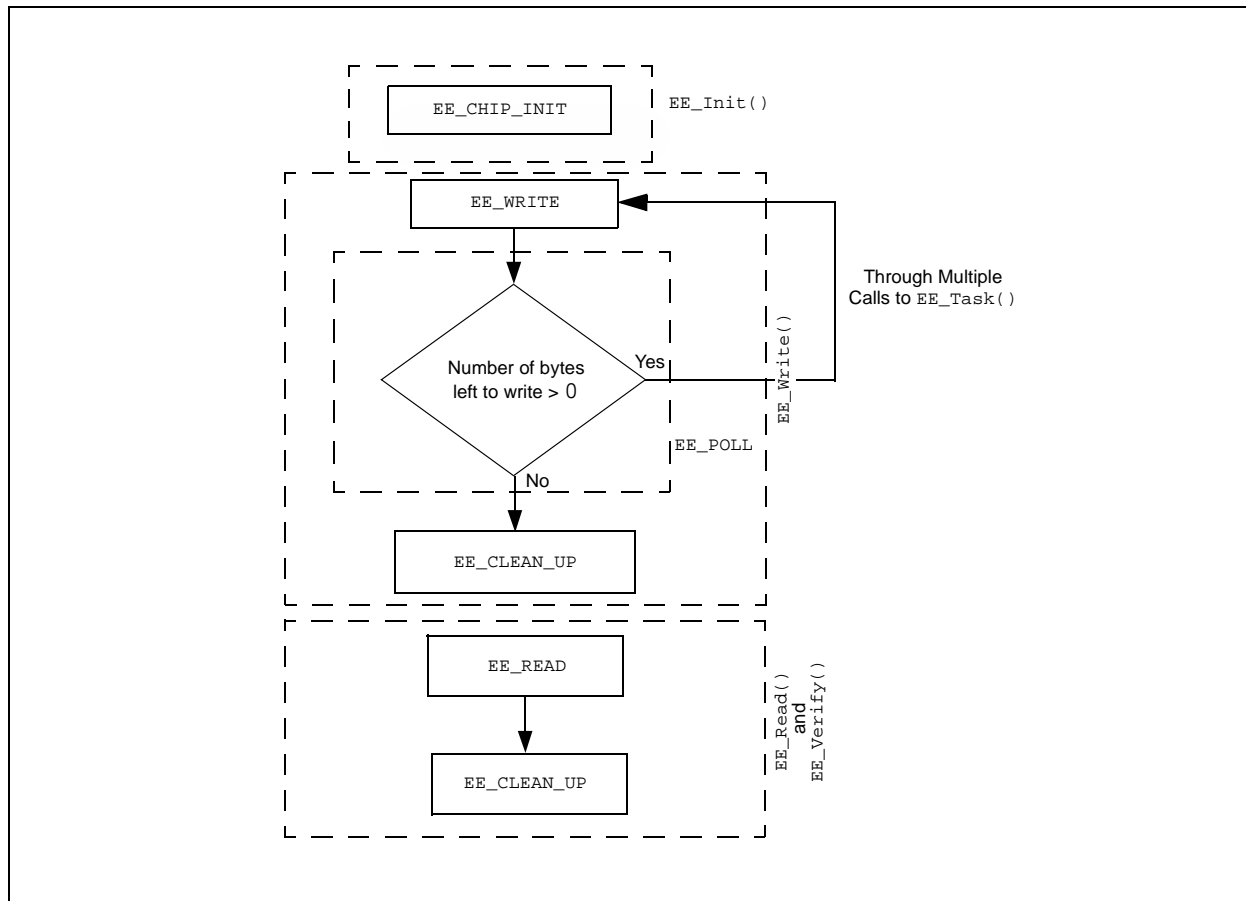 EE_CHIP_INIT
EE_Init()
EE_WRITE
Through Multiple
Calls to EE_Task()
Number of bytes
left to write > 0
Yes
EE_Write()
EE_POLL
No
EE_CLEAN_UP
EE_READ
EE_Read()
and
EE_Verify()
EE_CLEAN_UP